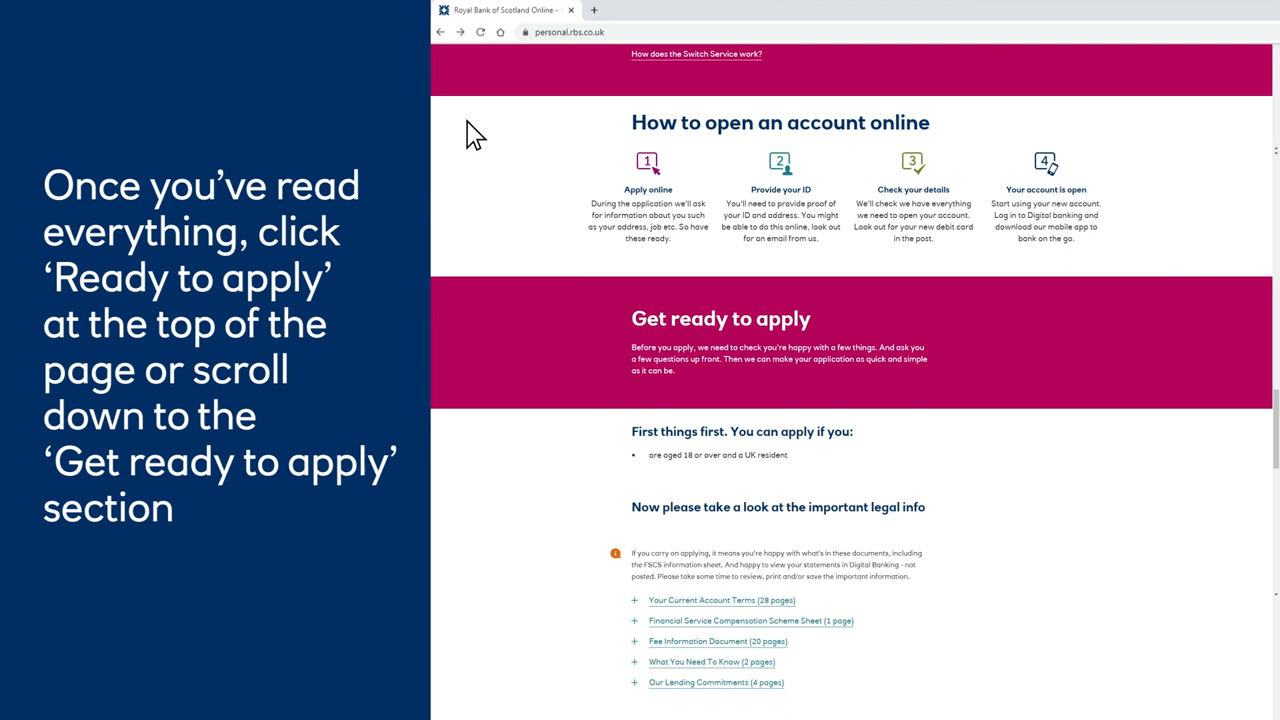 Once you've read
everything, click
‘Ready to apply’
at the top of the
page or scroll
down to the
‘Get ready to apply’
section
Royal Bank of Scotland Online –
personal.rbs.co.uk
How does the Switch Service work?
How to open an account online
1
Apply online
During the application we'll ask
for information about you such
as your address, job etc. So have
these ready.
2
Provide your ID
You'll need to provide proof of
your ID and address. You might
be able to do this online, look out
for an email from us.
3
Check your details
We'll check we have everything
we need to open your account.
Look out for your new debit card
in the post.
4
Your account is open
Start using your new account.
Log in to Digital banking and
download our mobile app to
bank on the go.
Get ready to apply
Before you apply, we need to check you're happy with a few things. And ask you
a few questions up front. Then we can make your application as quick and simple
as it can be.
First things first. You can apply if you:
• are aged 18 or over and a UK resident
Now please take a look at the important legal info
If you carry on applying, it means you're happy with what's in these documents, including
the FSCS information sheet. And happy to view your statements in Digital Banking - not
posted. Please take some time to review, print and/or save the important information.
+ Your Current Account Terms (28 pages)
+ Financial Service Compensation Scheme Sheet (1 page)
+ Fee Information Document (20 pages)
+ What You Need To Know (2 pages)
+ Our Lending Commitments (4 pages)